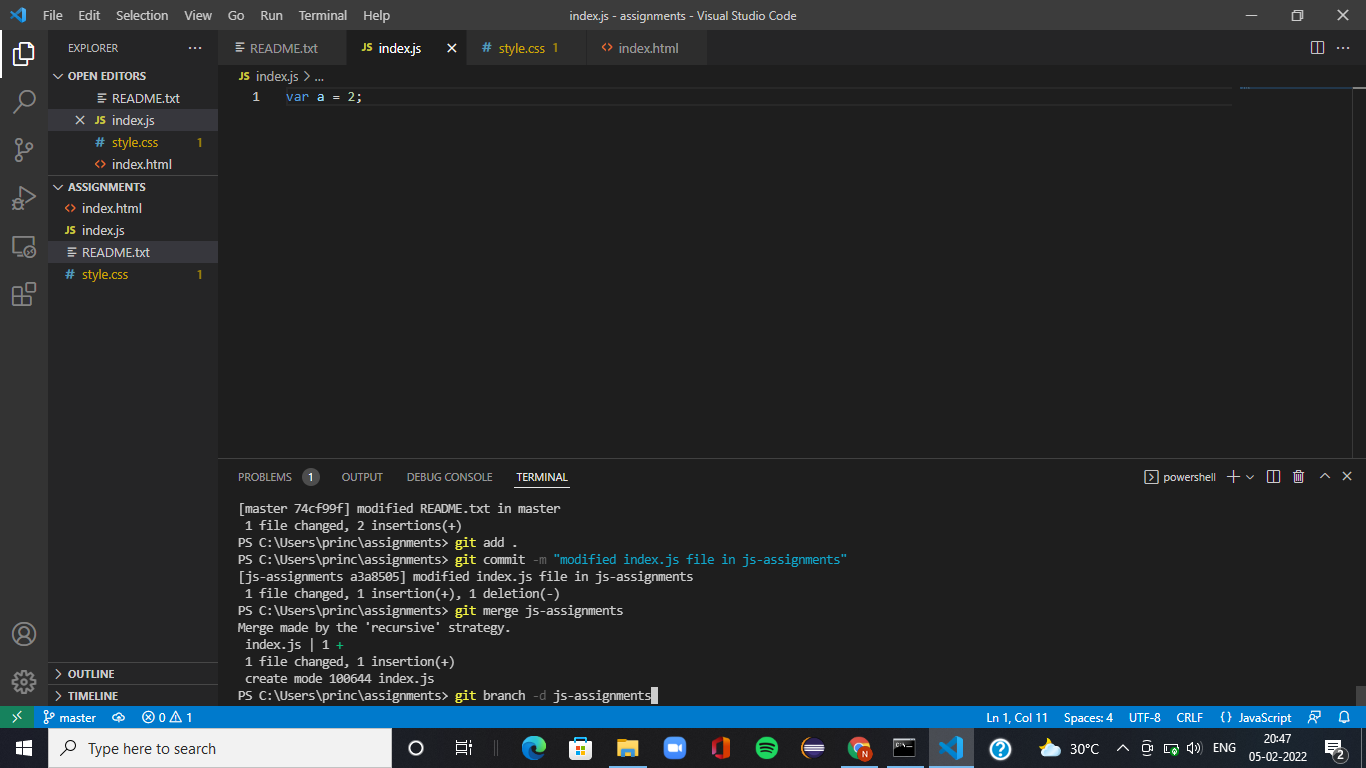 File Edit Selection View Go Run Terminal Help
index.js - assignments - Visual Studio Code
EXPLORER
OPEN EDITORS
README.txt
JS index.js
# style.css 1
<> index.html
ASSIGNMENTS
<> index.html
JS index.js
README.txt
# style.css 1
OUTLINE
TIMELINE
README.txt
JS index.js
# style.css 1
<> index.html
JS index.js > ...
1 var a = 2;
PROBLEMS 1 OUTPUT DEBUG CONSOLE TERMINAL
powershell
[master 74cf99f] modified README.txt in master
1 file changed, 2 insertions(+)
PS C:\Users\princ\assignments> git add .
PS C:\Users\princ\assignments> git commit -m "modified index.js file in js-assignments"
[js-assignments a3a8505] modified index.js file in js-assignments
1 file changed, 1 insertion(+), 1 deletion(-)
PS C:\Users\princ\assignments> git merge js-assignments
Merge made by the 'recursive' strategy.
index.js | 1 +
1 file changed, 1 insertion(+)
create mode 100644 index.js
PS C:\Users\princ\assignments> git branch -d js-assignments
master 0 1
Ln 1, Col 11 Spaces: 4 UTF-8 CRLF {} JavaScript
Type here to search
N
30°C
ENG
20:47
05-02-2022
2